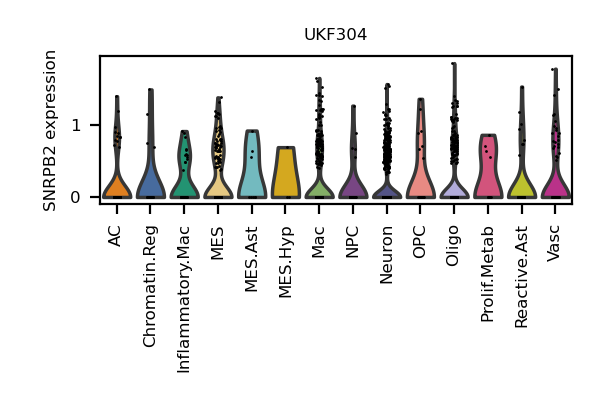 UKF304
SNRPB2 expression
1
0
AC
Chromatin.Reg
Inflammatory.Mac
MES
MES.Ast
MES.Hyp
Mac
NPC
Neuron
OPC
Oligo
Prolif.Metab
Reactive.Ast
Vasc